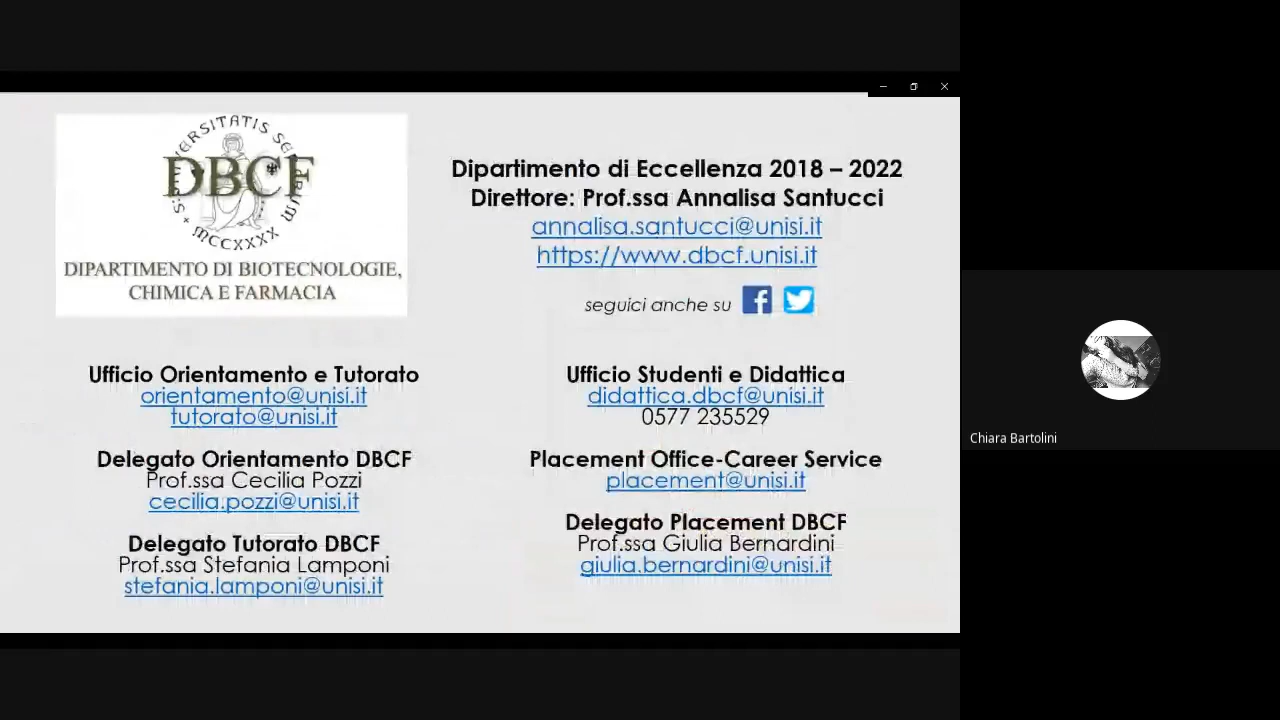 DBCF
MCCXXXX
DIPARTIMENTO DI BIOTECNOLOGIE,
CHIMICA E FARMACIA
Dipartimento di Eccellenza 2018 – 2022
Direttore: Prof.ssa Annalisa Santucci
annalisa.santucci@unisi.it
https://www.dbcf.unisi.it
seguici anche su
Ufficio Orientamento e Tutorato
orientamento@unisi.it
tutorato@unisi.it
Delegato Orientamento DBCF
Prof.ssa Cecilia Pozzi
cecilia.pozzi@unisi.it
Delegato Tutorato DBCF
Prof.ssa Stefania Lamponi
stefania.lamponi@unisi.it
Ufficio Studenti e Didattica
didattica.dbcf@unisi.it
0577 235529
Placement Office-Career Service
placement@unisi.it
Delegato Placement DBCF
Prof.ssa Giulia Bernardini
giulia.bernardini@unisi.it
Chiara Bartolini